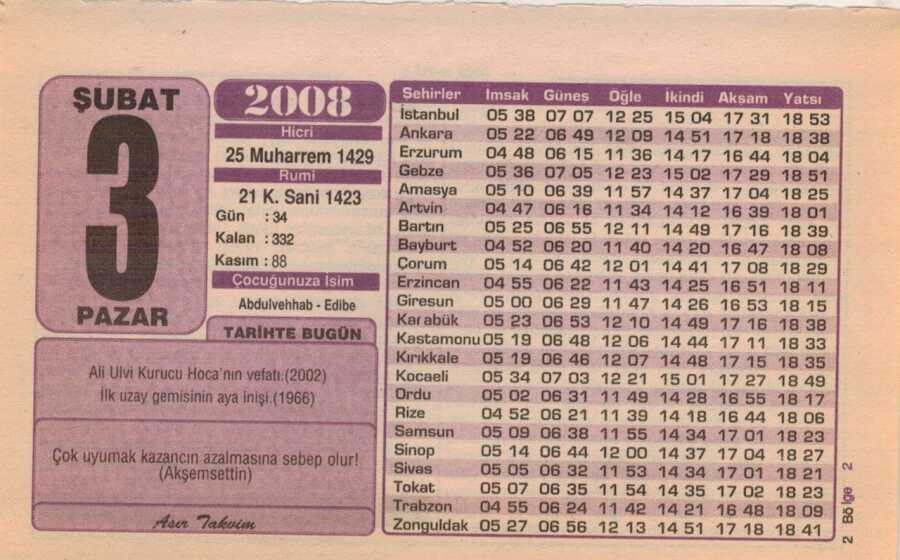 ŞUBAT
3
PAZAR
2008
Hicri
25 Muharrem 1429
Rumi
21 K. Sani 1423
Gün : 34
Kalan : 332
Kasım : 88
Çocuğunuza İsim
Abdulvehhab - Edibe
TARİHTE BUGÜN
Ali Ulvi Kurucu Hoca'nın vefatı.(2002)
İlk uzay gemisinin aya inişi.(1966)
Çok uyumak kazancın azalmasına sebep olur!
(Akşemsettin)
Asır Takvim
Şehirler İmsak Güneş Öğle İkindi Akşam Yatsı
İstanbul 05 38 07 07 12 25 15 04 17 31 18 53
Ankara 05 22 06 49 12 09 14 51 17 18 18 38
Erzurum 04 48 06 15 11 36 14 17 16 44 18 04
Gebze 05 36 07 05 12 23 15 02 17 29 18 51
Amasya 05 10 06 39 11 57 14 37 17 04 18 25
Artvin 04 47 06 16 11 34 14 12 16 39 18 01
Bartın 05 25 06 55 12 11 14 49 17 16 18 39
Bayburt 04 52 06 20 11 40 14 20 16 47 18 08
Çorum 05 14 06 42 12 01 14 41 17 08 18 29
Erzincan 04 55 06 22 11 43 14 25 16 51 18 11
Giresun 05 00 06 29 11 47 14 26 16 53 18 15
Karabük 05 23 06 53 12 10 14 49 17 16 18 38
Kastamonu 05 19 06 48 12 06 14 44 17 11 18 33
Kırıkkale 05 19 06 46 12 07 14 48 17 15 18 35
Kocaeli 05 34 07 03 12 21 15 01 17 27 18 49
Ordu 05 02 06 31 11 49 14 28 16 55 18 17
Rize 04 52 06 21 11 39 14 18 16 44 18 06
Samsun 05 09 06 38 11 55 14 34 17 01 18 23
Sinop 05 14 06 44 12 00 14 37 17 04 18 27
Sivas 05 05 06 32 11 53 14 34 17 01 18 21
Tokat 05 07 06 35 11 54 14 35 17 02 18 23
Trabzon 04 55 06 24 11 42 14 21 16 48 18 09
Zonguldak 05 27 06 56 12 13 14 51 17 18 18 41
2 Bölge 2